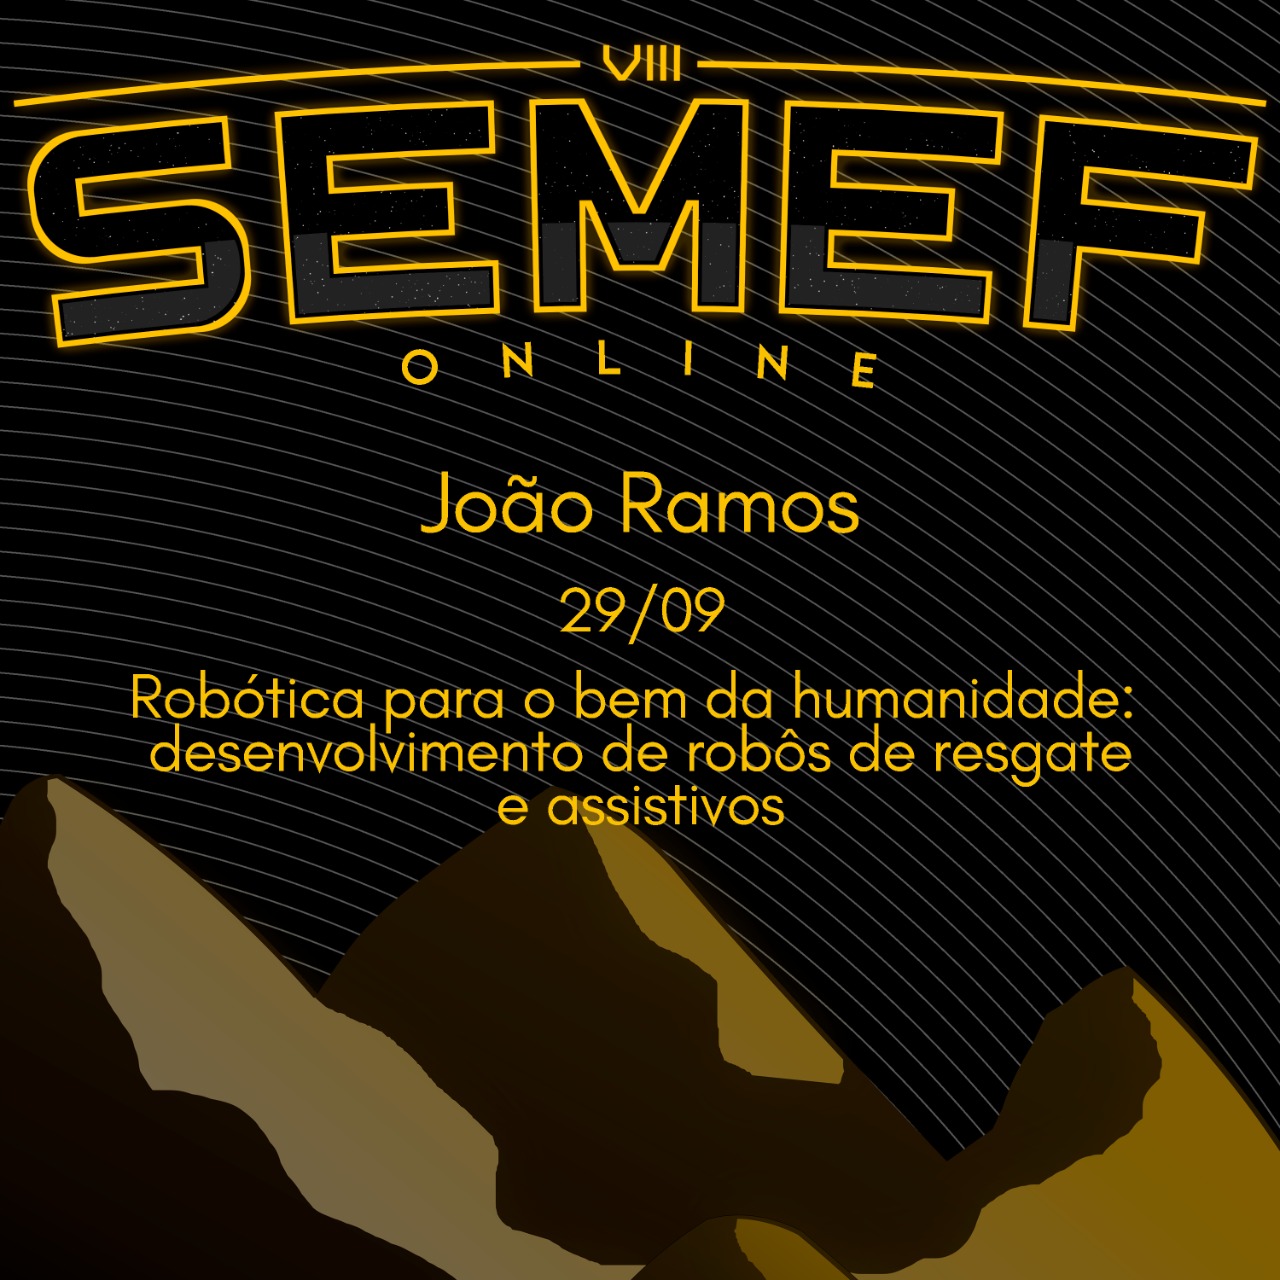 VIII
SEMEF
ONLINE
João Ramos
29/09
Robótica para o bem da humanidade:
desenvolvimento de robôs de resgate
e assistivos